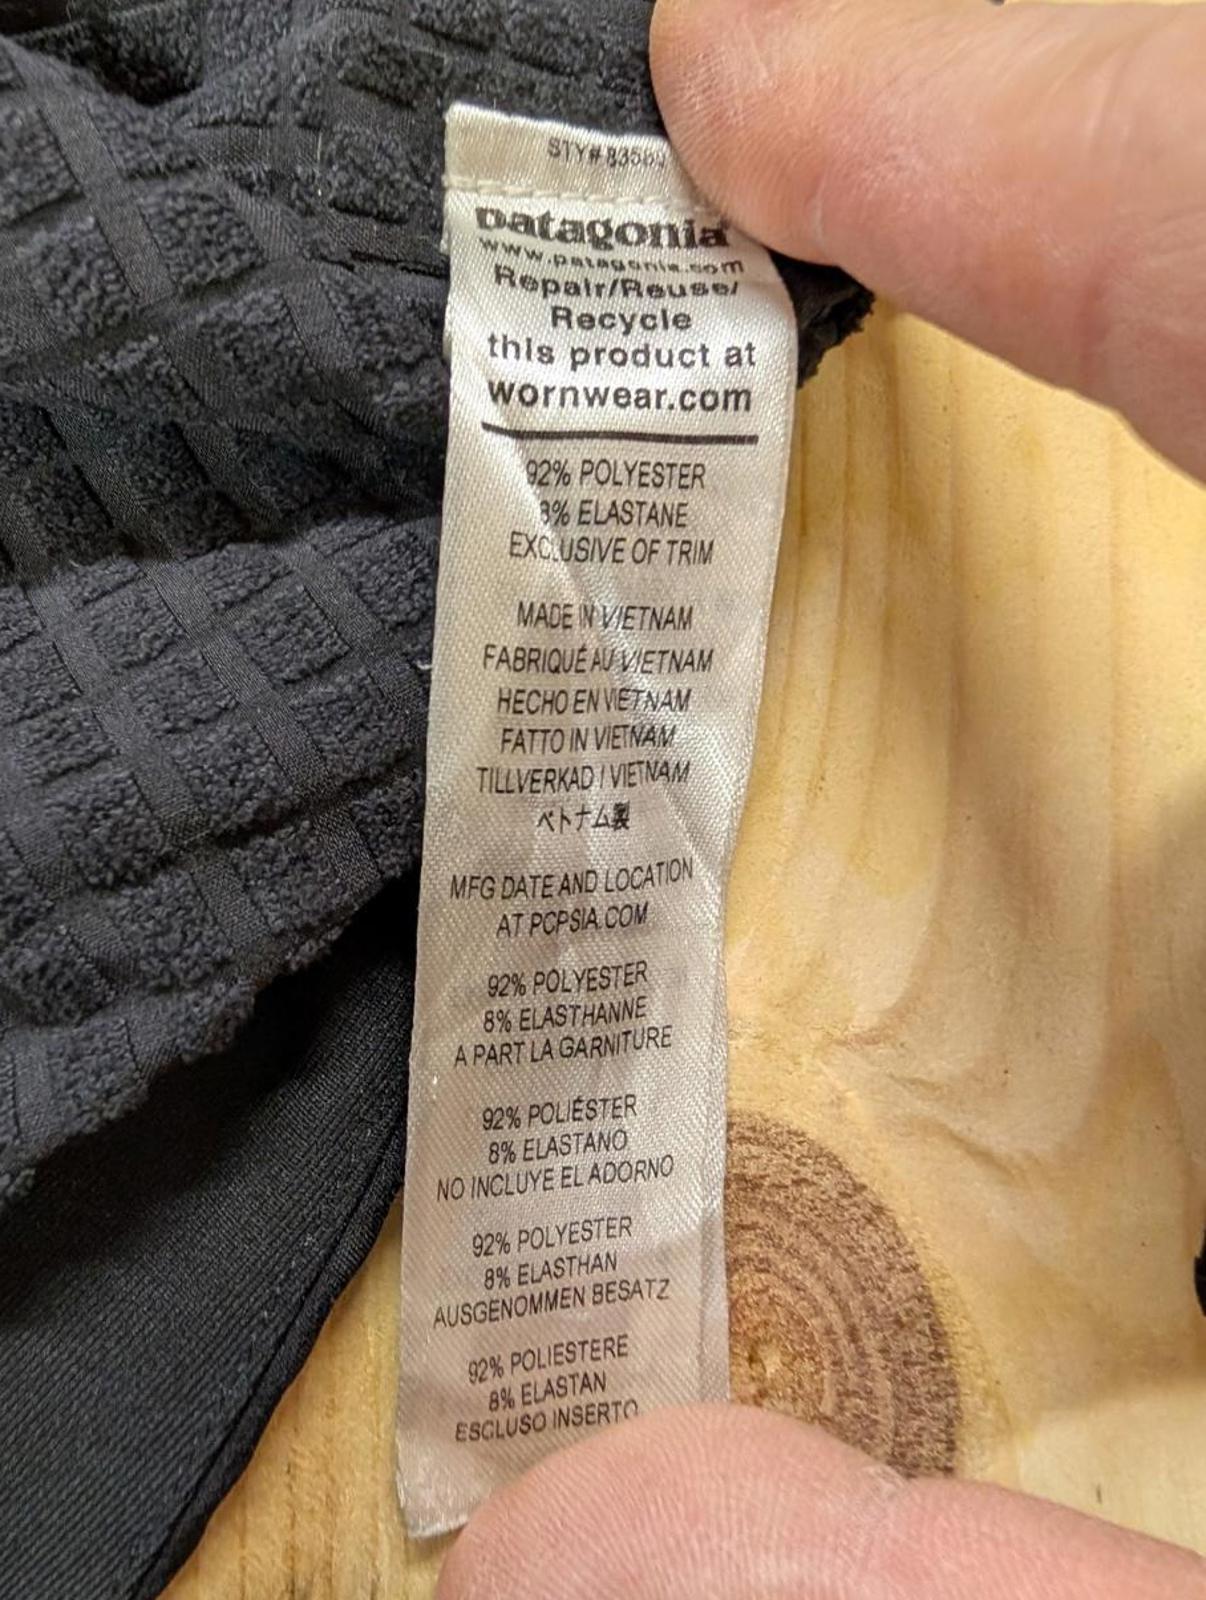 patagonia
www.patagonia.com
Repair/Reuse/
Recycle
this product at
wornwear.com
92% POLYESTER
8% ELASTANE
EXCLUSIVE OF TRIM
MADE IN VIETNAM
FABRIQUÉ AU VIETNAM
HECHO EN VIETNAM
FATTO IN VIETNAM
TILLVERKAD I VIETNAM
ベトナム製
MFG DATE AND LOCATION
AT PCPSIA.COM
92% POLYESTER
8% ELASTHANNE
A PART LA GARNITURE
92% POLIÉSTER
8% ELASTANO
NO INCLUYE EL ADORNO
92% POLYESTER
8% ELASTHAN
AUSGENOMMEN BESATZ
92% POLIESTERE
8% ELASTAN
ESCLUSO INSERTO